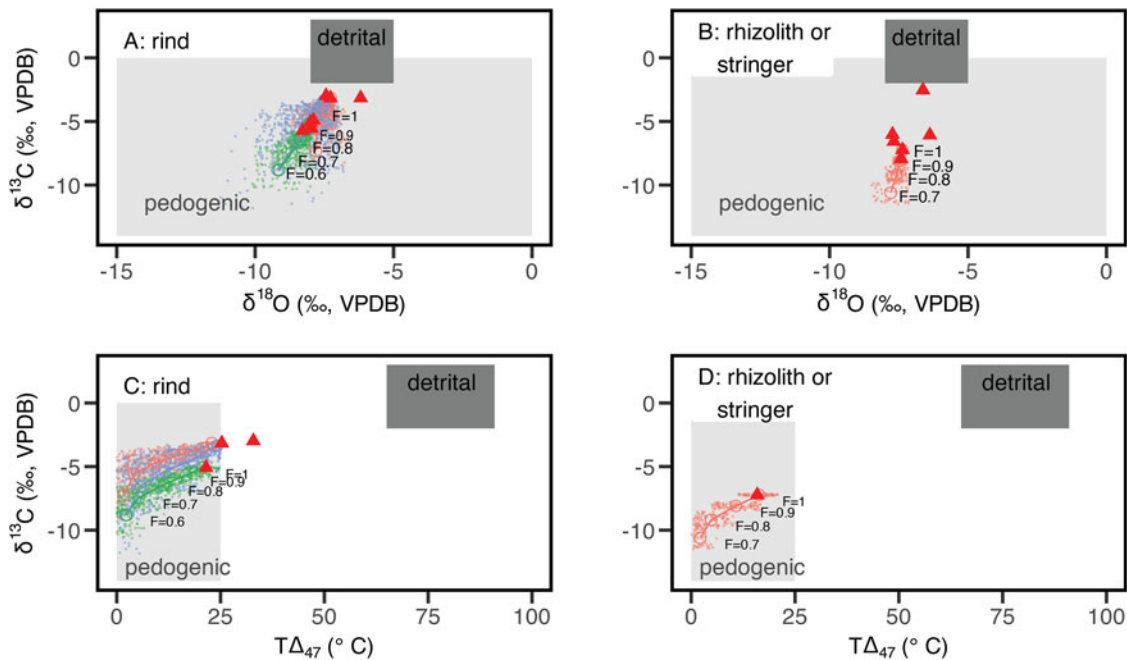 A: rind
detrital
F=1
F=0.9
F=0.8
F=0.7
F=0.6
pedogenic
0
-5
-10
δ¹³C (‰, VPDB)
-15
-10
-5
0
δ¹⁸O (‰, VPDB)
B: rhizolith or
stringer
detrital
F=1
F=0.9
F=0.8
F=0.7
pedogenic
0
-5
-10
-15
-10
-5
0
δ¹⁸O (‰, VPDB)
C: rind
detrital
F=1
F=0.9
F=0.8
F=0.7
F=0.6
pedogenic
0
-5
-10
δ¹³C (‰, VPDB)
0
25
50
75
100
TΔ₄₇ (° C)
D: rhizolith or
stringer
detrital
F=1
F=0.9
F=0.8
F=0.7
pedogenic
0
-5
-10
0
25
50
75
100
TΔ₄₇ (° C)